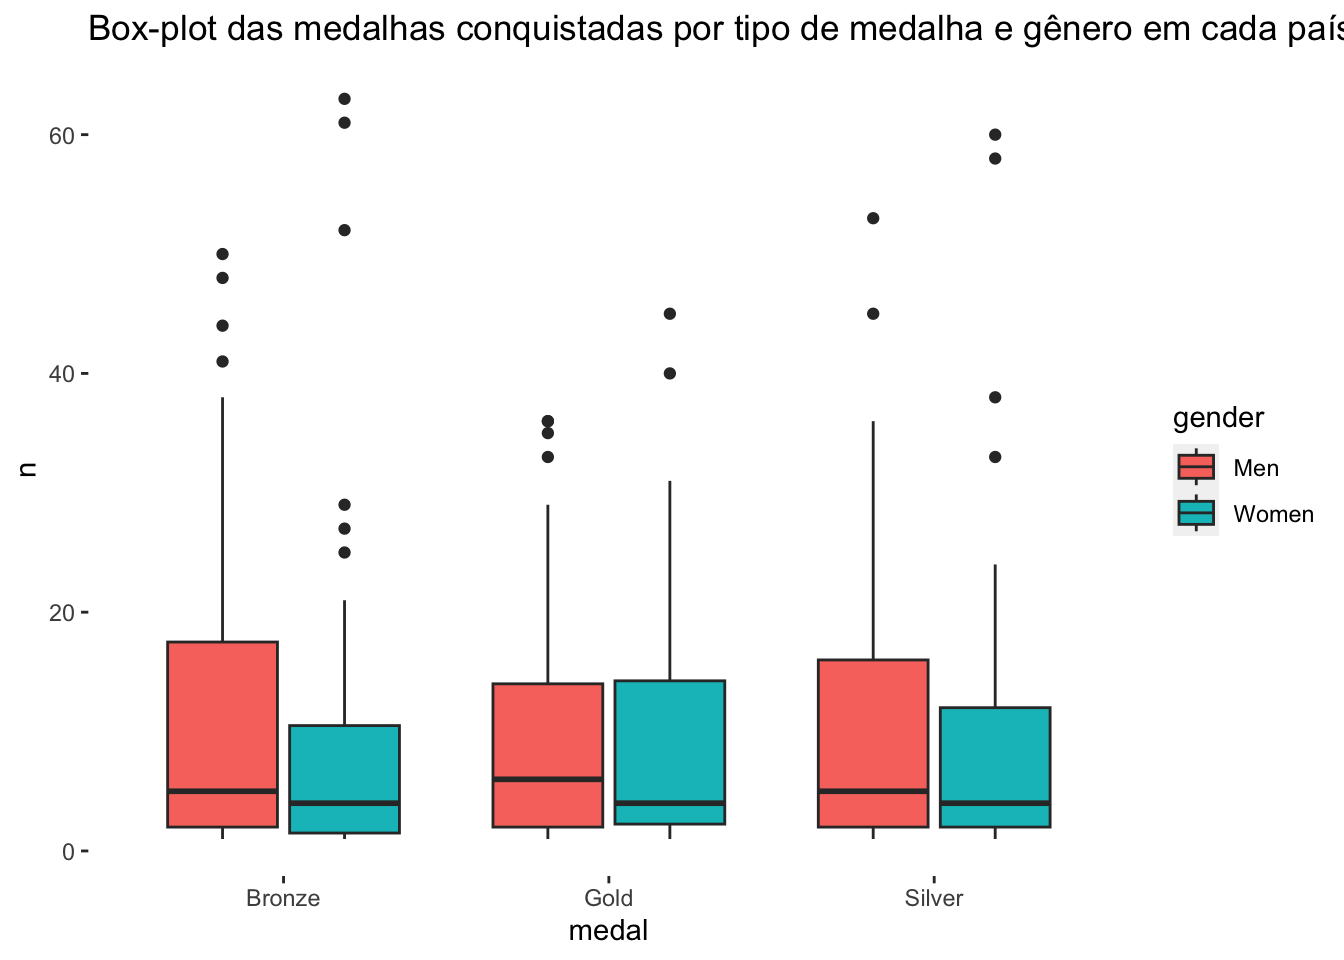 Box-plot das medalhas conquistadas por tipo de medalha e gênero em cada país
60
40
20
0
n
Bronze Gold Silver
medal
gender
Men
Women